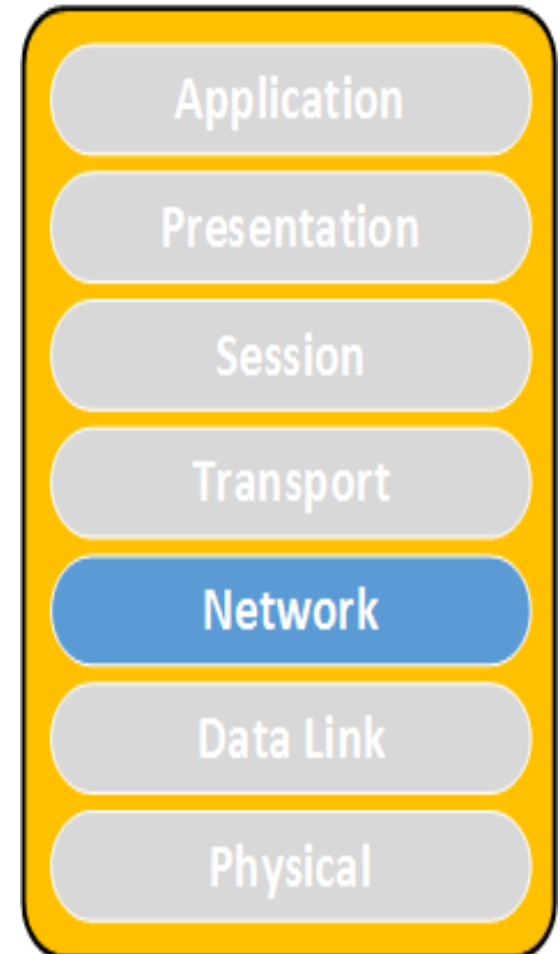 Application
Presentation
Session
Transport
Network
Data Link
Physical